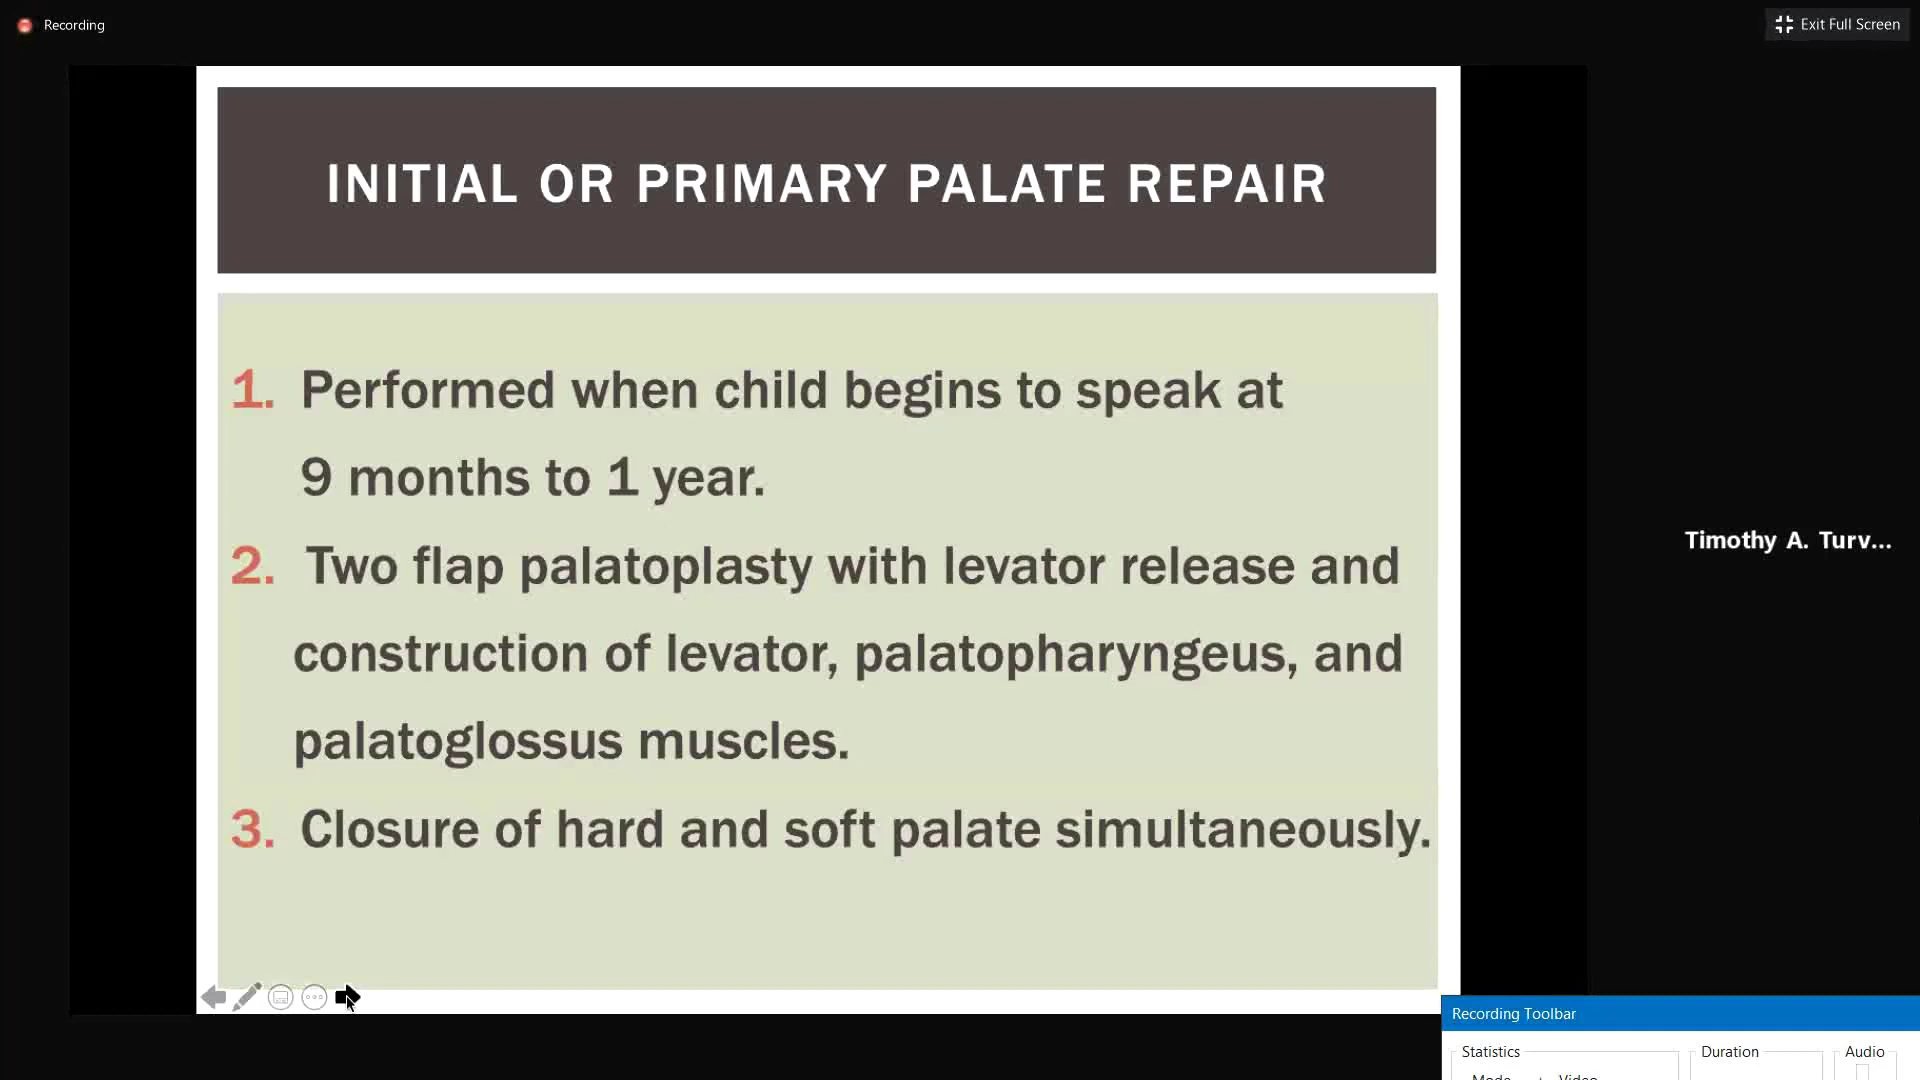 Recording
Exit Full Screen
INITIAL OR PRIMARY PALATE REPAIR
1. Performed when child begins to speak at
9 months to 1 year.
2. Two flap palatoplasty with levator release and
construction of levator, palatopharyngeus, and
palatoglossus muscles.
3. Closure of hard and soft palate simultaneously.
Timothy A. Turv...
Recording Toolbar
Statistics
Duration
Audio
Mode
Video